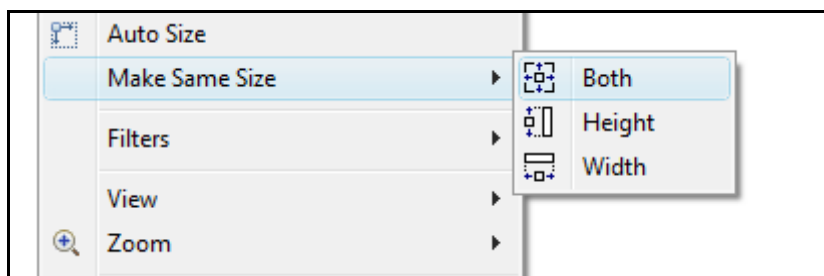 Auto Size
Make Same Size
Both
Height
Filters
Width
View
Zoom